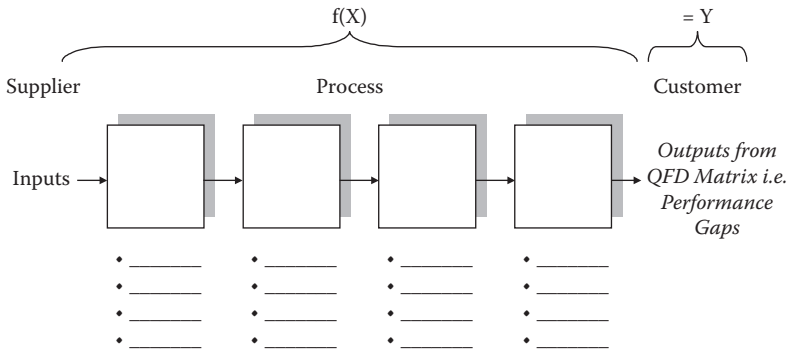 f(X)
= Y
Supplier
Process
Customer
Inputs
Outputs from
QFD Matrix i.e.
Performance
Gaps